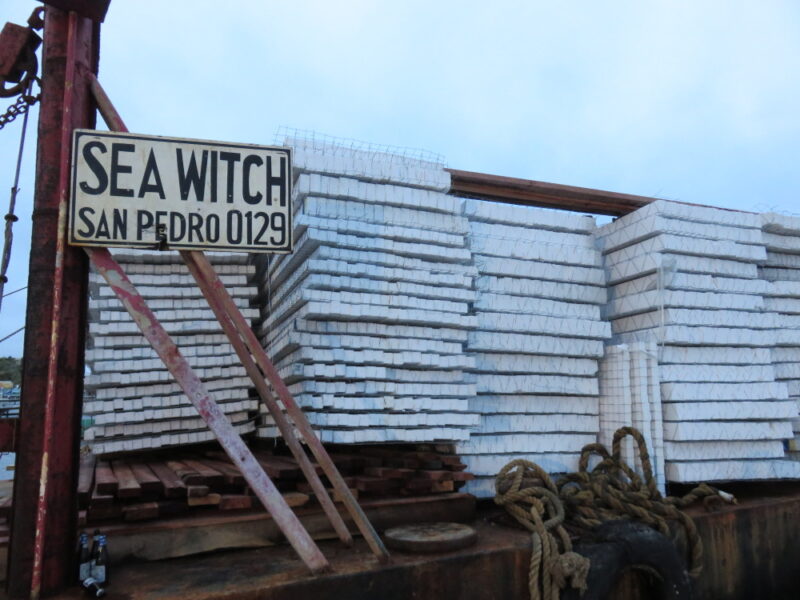 SEA WITCH
SAN PEDRO 0129